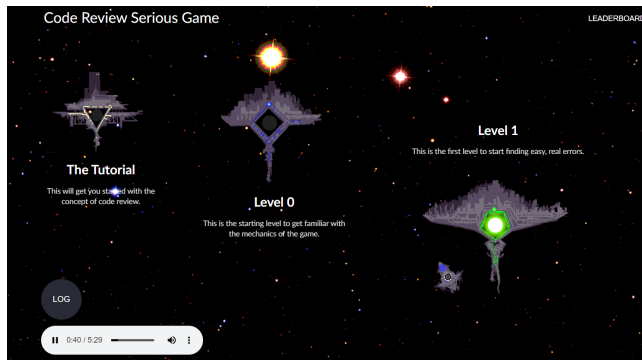 Code Review Serious Game
LEADERBOARD
The Tutorial
This will get you started with the
concept of code review.
Level 0
This is the starting level to get familiar with
the mechanics of the game.
Level 1
This is the first level to start finding easy, real errors.
LOG
0:40 / 5:29